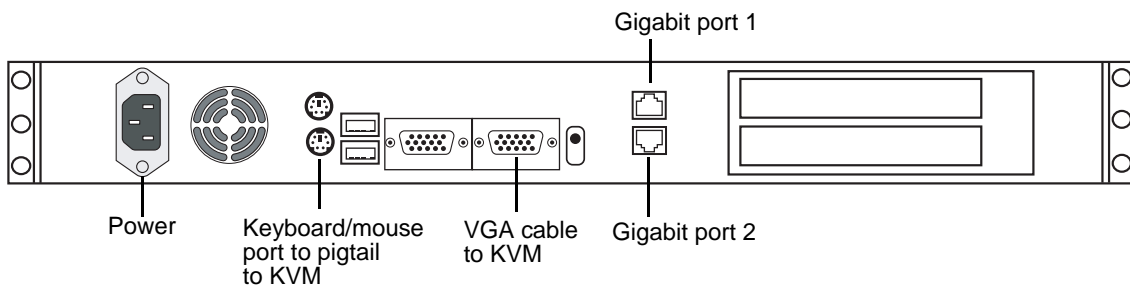 Gigabit port 1
Power
Keyboard/mouse
port to pigtail
to KVM
VGA cable
to KVM
Gigabit port 2